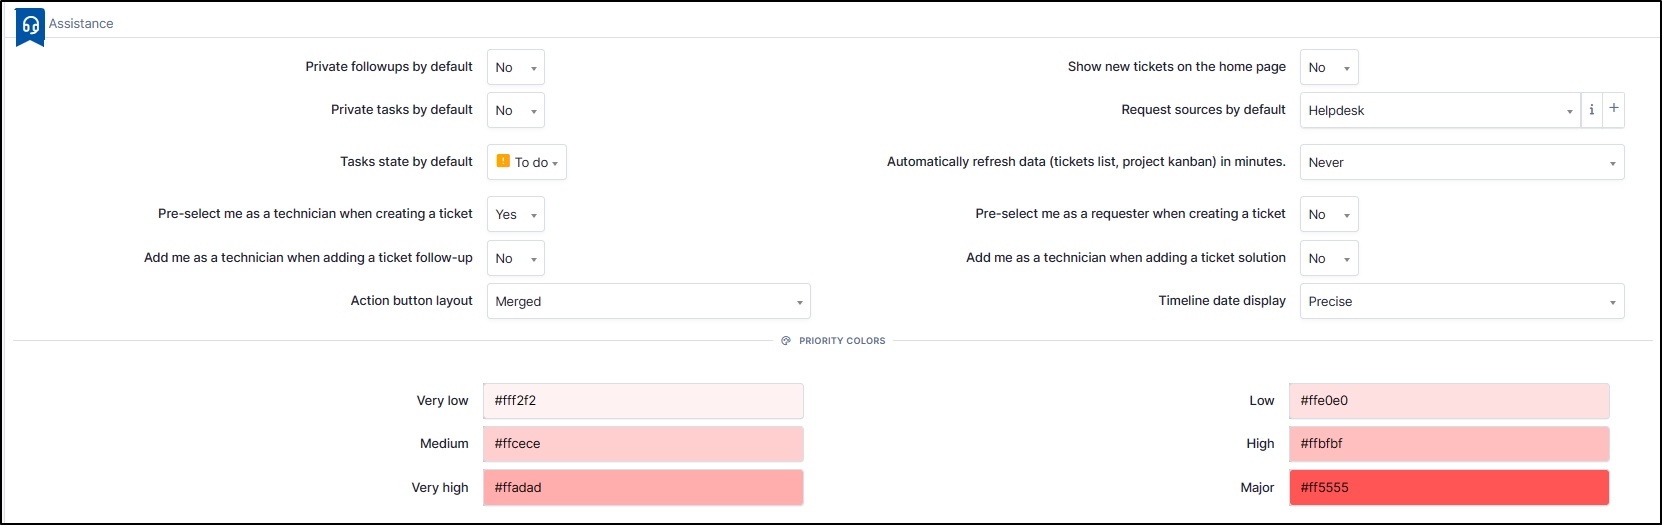 Assistance
Private followups by default No
Show new tickets on the home page No
Private tasks by default No
Request sources by default Helpdesk i +
Tasks state by default ! To do
Automatically refresh data (tickets list, project kanban) in minutes. Never
Pre-select me as a technician when creating a ticket Yes
Pre-select me as a requester when creating a ticket No
Add me as a technician when adding a ticket follow-up No
Add me as a technician when adding a ticket solution No
Action button layout Merged
Timeline date display Precise
PRIORITY COLORS
Very low #fff2f2
Low #ffe0e0
Medium #ffcece
High #ffbfbf
Very high #ffadad
Major #ff5555